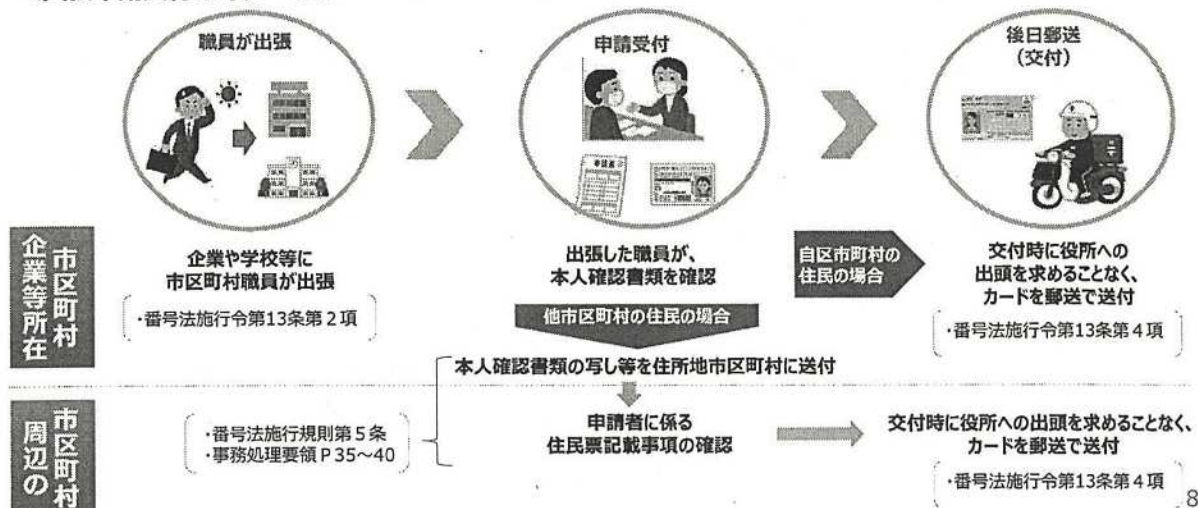 職員が出張
申請受付
後日郵送
(交付)
申請書
市区町村
企業等所在
企業や学校等に
市区町村職員が出張
・番号法施行令第13条第2項
出張した職員が、
本人確認書類を確認
自区市町村の
住民の場合
交付時に役所への
出頭を求めることなく、
カードを郵送で送付
・番号法施行令第13条第4項
他市区町村の住民の場合
本人確認書類の写し等を住所地市区町村に送付
市区町村
周辺の
・番号法施行規則第5条
・事務処理要領P35~40
申請者に係る
住民票記載事項の確認
交付時に役所への出頭を求めることなく、
カードを郵送で送付
・番号法施行令第13条第4項
8